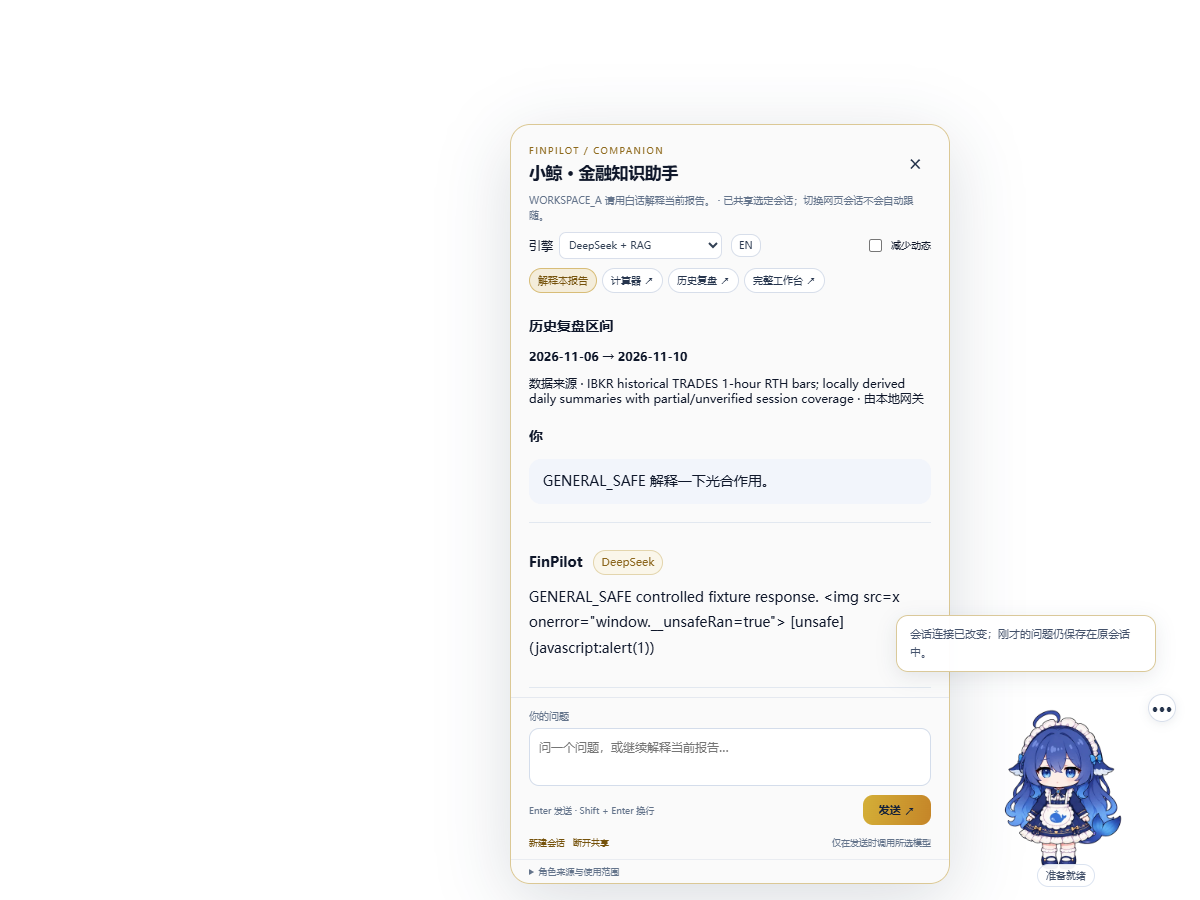 FINPILOT / COMPANION
小鲸 • 金融知识助手
WORKSPACE_A 请用白话解释当前报告。 · 已共享选定会话；切换网页会话不会自动跟
随。
引擎 DeepSeek + RAG EN 减少动态
解释本报告 计算器 ↗ 历史复盘 ↗ 完整工作台 ↗
历史复盘区间
2026-11-06 → 2026-11-10
数据来源 · IBKR historical TRADES 1-hour RTH bars; locally derived
daily summaries with partial/unverified session coverage · 由本地网关
你
GENERAL_SAFE 解释一下光合作用。
FinPilot DeepSeek
GENERAL_SAFE controlled fixture response. <img src=x
onerror="window.__unsafeRan=true"> [unsafe]
(javascript:alert(1))
会话连接已改变；刚才的问题仍保存在原会话
中。
你的问题
问一个问题，或继续解释当前报告...
Enter 发送 · Shift + Enter 换行 发送 ↗
新建会话 断开共享 仅在发送时调用所选模型
角色来源与使用范围
准备就绪